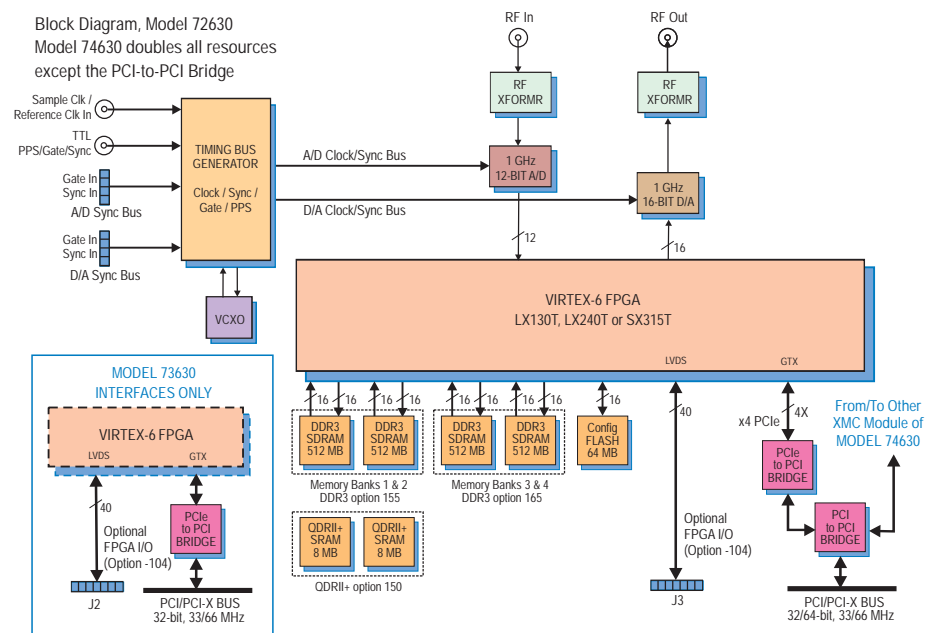 Block Diagram, Model 72630
Model 74630 doubles all resources
except the PCI-to-PCI Bridge
RF In
RF Out
Sample Clk /
Reference Clk In
TTL
PPS/Gate/Sync
Gate In
Sync In
A/D Sync Bus
Gate In
Sync In
D/A Sync Bus
TIMING BUS
GENERATOR
Clock / Sync /
Gate / PPS
VCXO
A/D Clock/Sync Bus
D/A Clock/Sync Bus
RF
XFORMR
RF
XFORMR
1 GHz
12-BIT A/D
1 GHz
16-BIT D/A
12
16
VIRTEX-6 FPGA
LX130T, LX240T or SX315T
LVDS
GTX
16
16
16
16
16
16
16
16
16
40
4X
x4 PCIe
DDR3
SDRAM
512 MB
DDR3
SDRAM
512 MB
DDR3
SDRAM
512 MB
DDR3
SDRAM
512 MB
Config
FLASH
64 MB
Memory Banks 1 & 2
DDR3 option 155
Memory Banks 3 & 4
DDR3 option 165
QDRII+
SRAM
8 MB
QDRII+
SRAM
8 MB
QDRII+ option 150
Optional
FPGA I/O
(Option -104)
J3
From/To Other
XMC Module of
MODEL 74630
PCIe
to PCI
BRIDGE
PCI
to PCI
BRIDGE
PCI/PCI-X BUS
32/64-bit, 33/66 MHz
MODEL 73630
INTERFACES ONLY
VIRTEX-6 FPGA
LVDS
GTX
40
Optional
FPGA I/O
(Option -104)
PCIe
to PCI
BRIDGE
J2
PCI/PCI-X BUS
32-bit, 33/66 MHz